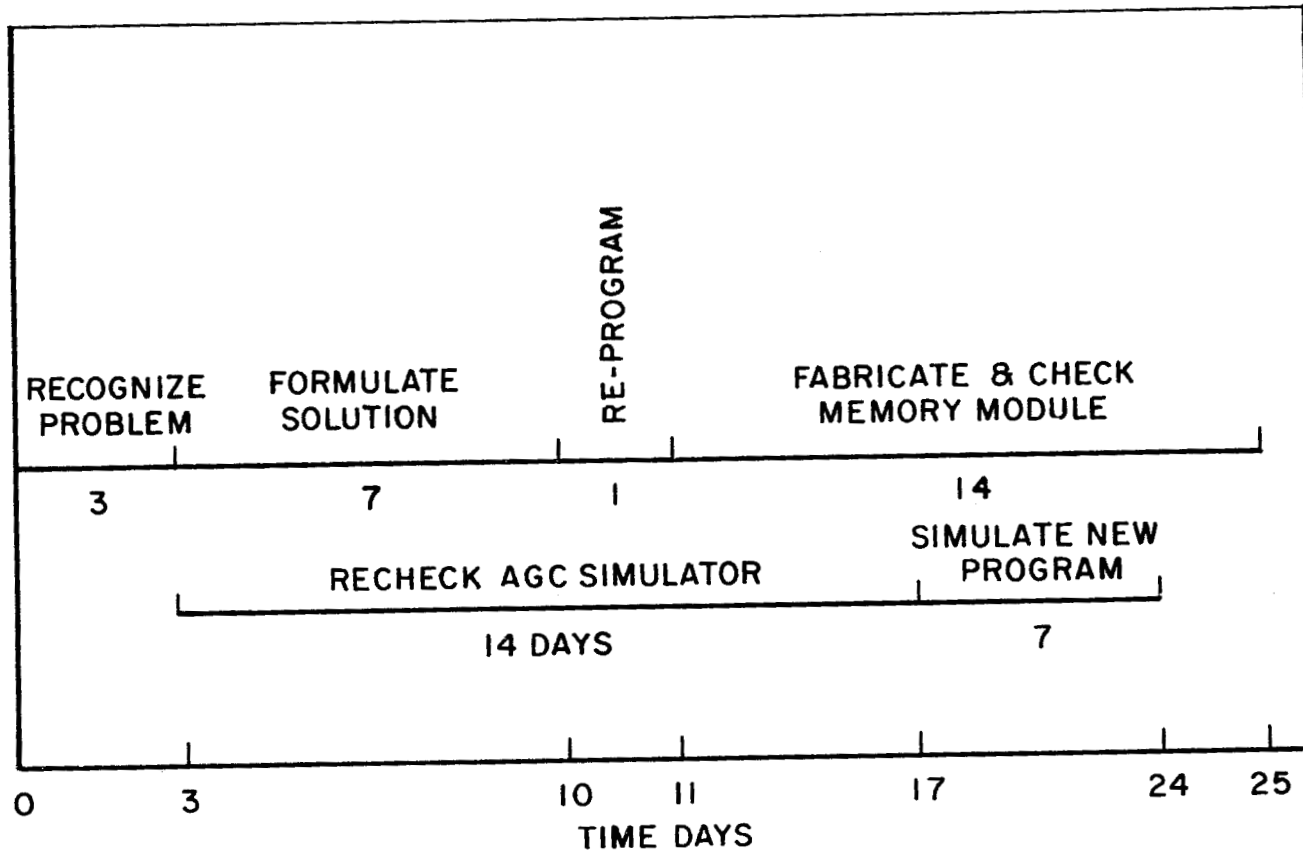 RE-PROGRAM
RECOGNIZE
PROBLEM
FORMULATE
SOLUTION
FABRICATE & CHECK
MEMORY MODULE
3
7
1
14
RECHECK AGC SIMULATOR
SIMULATE NEW
PROGRAM
14 DAYS
7
0 3 10 11 17 24 25
TIME DAYS